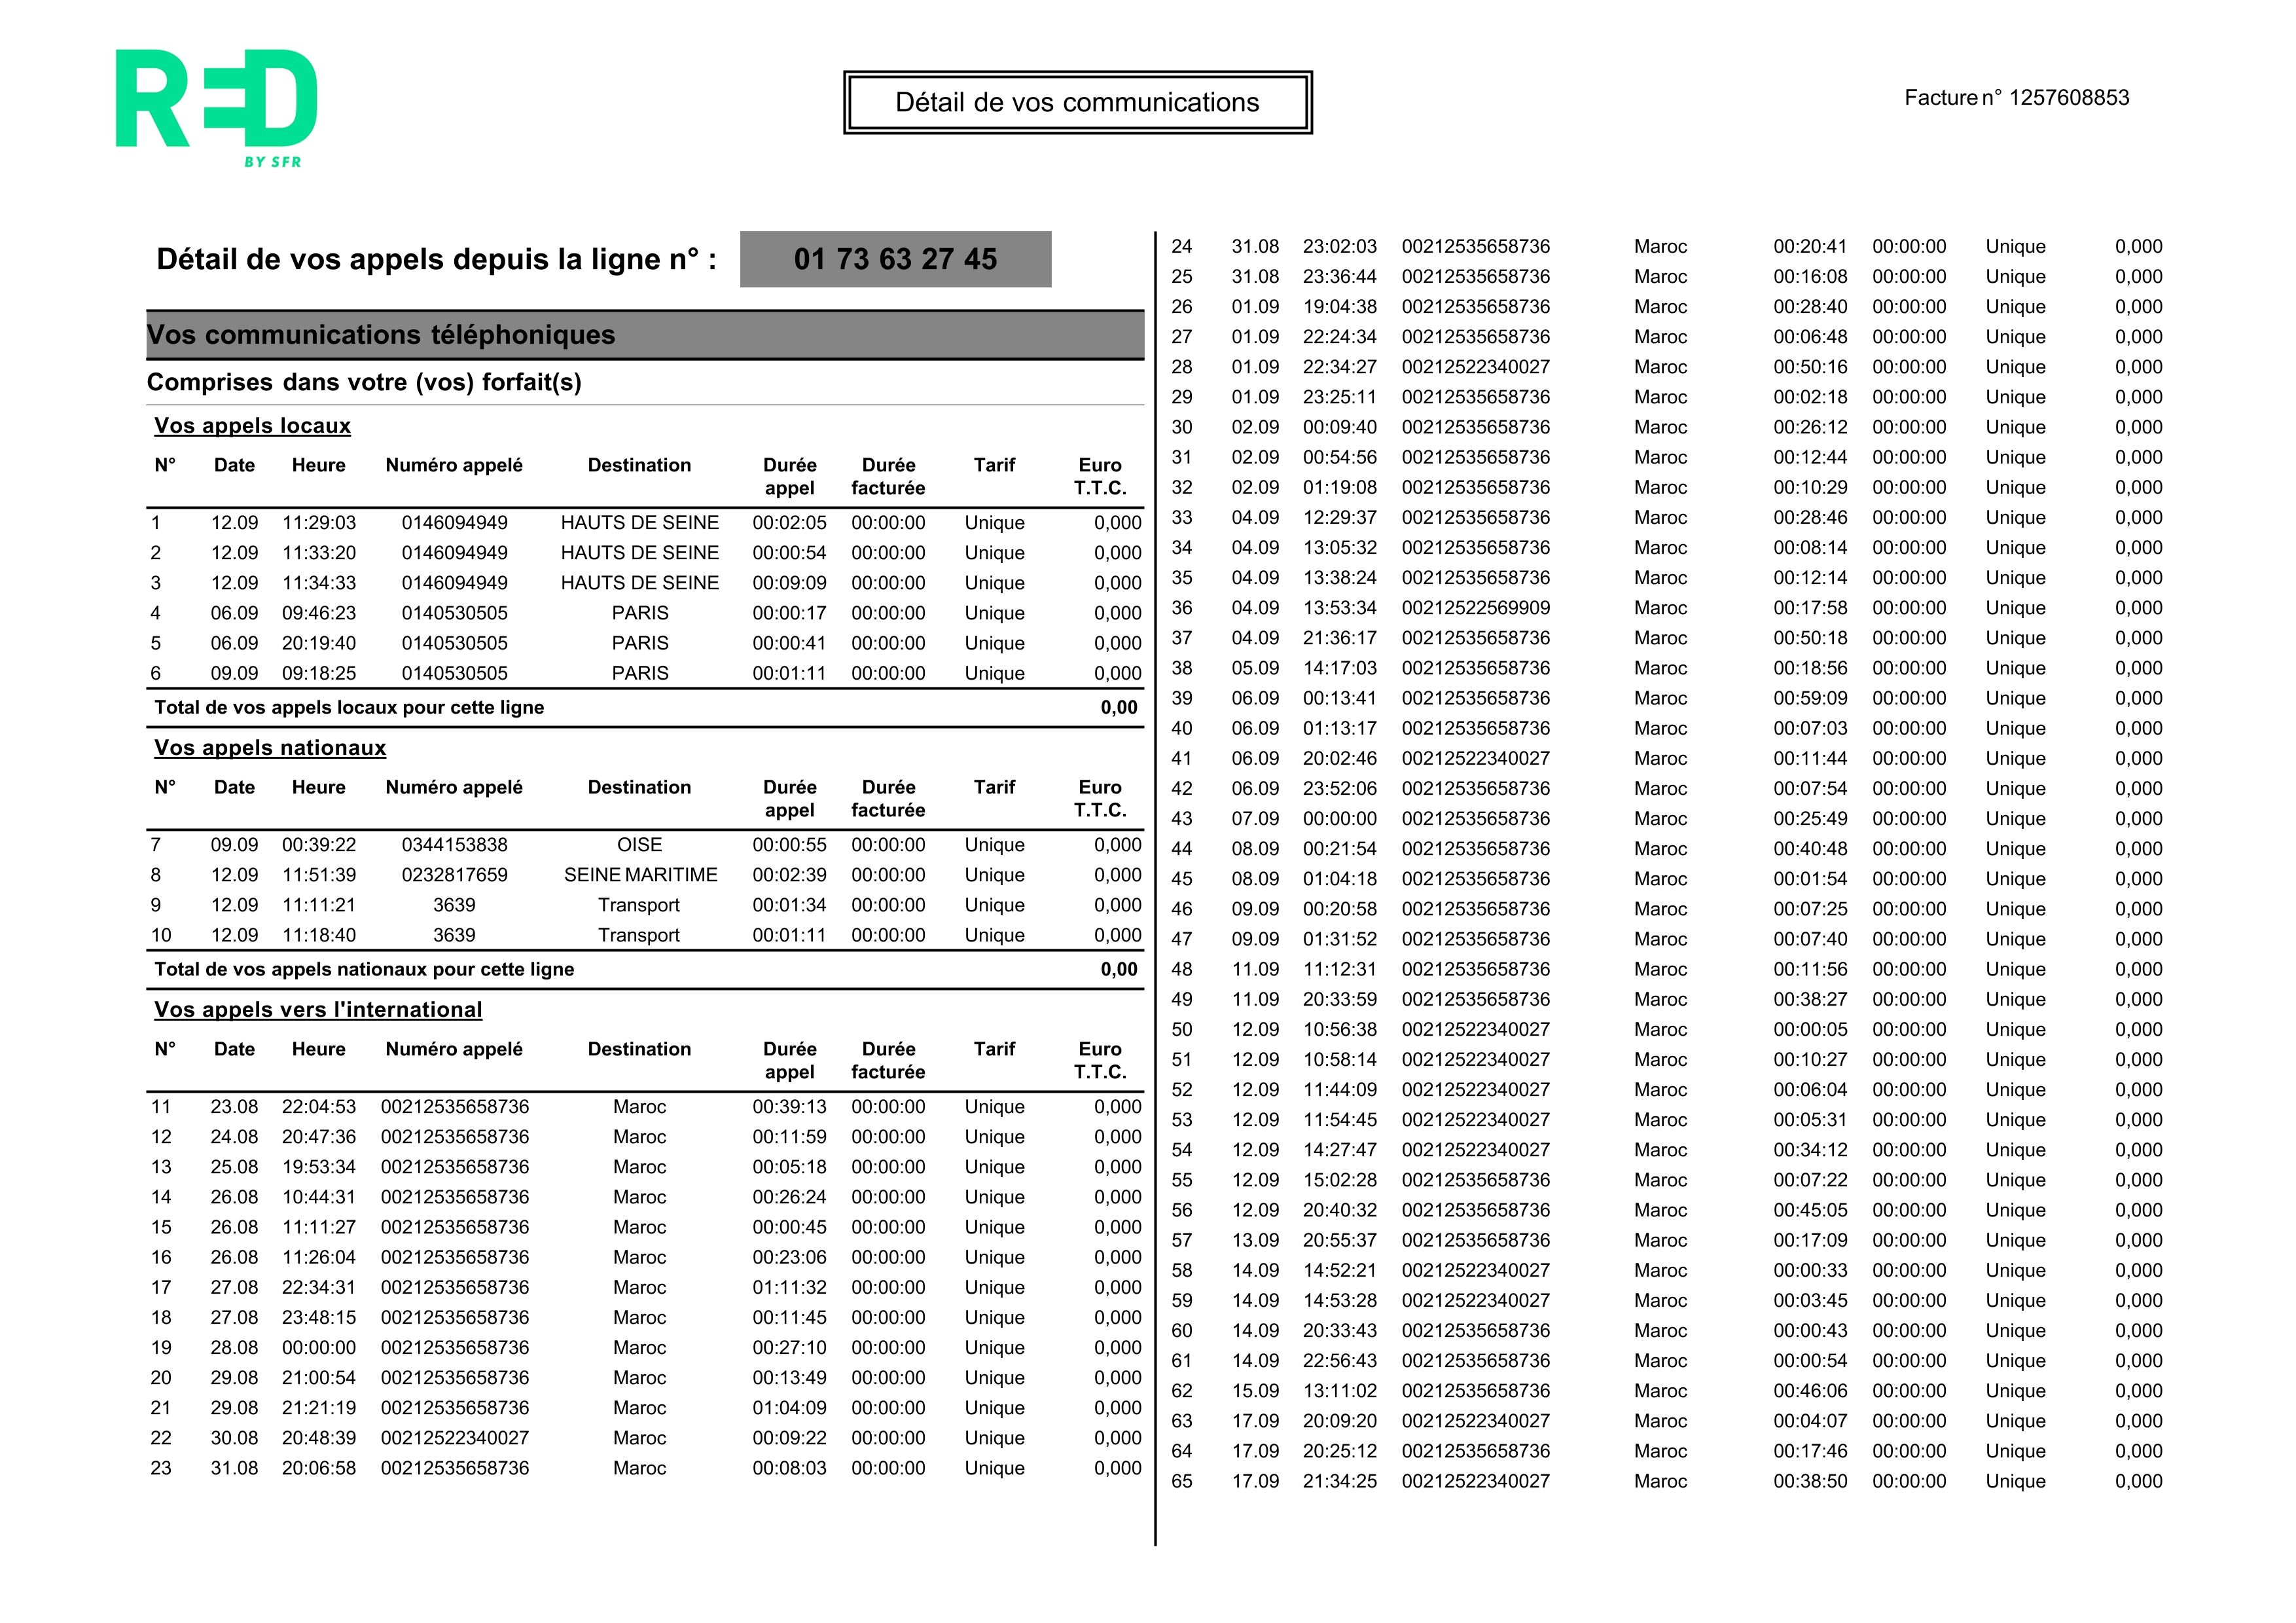 RED
BY SFR
Détail de vos communications
Facture n° 1257608853
Détail de vos appels depuis la ligne n° : 01 73 63 27 45
Vos communications téléphoniques
Comprises dans votre (vos) forfait(s)
Vos appels locaux
N° Date Heure Numéro appelé Destination Durée appel Durée facturée Tarif Euro T.T.C.
1 12.09 11:29:03 0146094949 HAUTS DE SEINE 00:02:05 00:00:00 Unique 0,000
2 12.09 11:33:20 0146094949 HAUTS DE SEINE 00:00:54 00:00:00 Unique 0,000
3 12.09 11:34:33 0146094949 HAUTS DE SEINE 00:09:09 00:00:00 Unique 0,000
4 06.09 09:46:23 0140530505 PARIS 00:00:17 00:00:00 Unique 0,000
5 06.09 20:19:40 0140530505 PARIS 00:00:41 00:00:00 Unique 0,000
6 09.09 09:18:25 0140530505 PARIS 00:01:11 00:00:00 Unique 0,000
Total de vos appels locaux pour cette ligne 0,00
Vos appels nationaux
N° Date Heure Numéro appelé Destination Durée appel Durée facturée Tarif Euro T.T.C.
7 09.09 00:39:22 0344153838 OISE 00:00:55 00:00:00 Unique 0,000
8 12.09 11:51:39 0232817659 SEINE MARITIME 00:02:39 00:00:00 Unique 0,000
9 12.09 11:11:21 3639 Transport 00:01:34 00:00:00 Unique 0,000
10 12.09 11:18:40 3639 Transport 00:01:11 00:00:00 Unique 0,000
Total de vos appels nationaux pour cette ligne 0,00
Vos appels vers l'international
N° Date Heure Numéro appelé Destination Durée appel Durée facturée Tarif Euro T.T.C.
11 23.08 22:04:53 00212535658736 Maroc 00:39:13 00:00:00 Unique 0,000
12 24.08 20:47:36 00212535658736 Maroc 00:11:59 00:00:00 Unique 0,000
13 25.08 19:53:34 00212535658736 Maroc 00:05:18 00:00:00 Unique 0,000
14 26.08 10:44:31 00212535658736 Maroc 00:26:24 00:00:00 Unique 0,000
15 26.08 11:11:27 00212535658736 Maroc 00:00:45 00:00:00 Unique 0,000
16 26.08 11:26:04 00212535658736 Maroc 00:23:06 00:00:00 Unique 0,000
17 27.08 22:34:31 00212535658736 Maroc 01:11:32 00:00:00 Unique 0,000
18 27.08 23:48:15 00212535658736 Maroc 00:11:45 00:00:00 Unique 0,000
19 28.08 00:00:00 00212535658736 Maroc 00:27:10 00:00:00 Unique 0,000
20 29.08 21:00:54 00212535658736 Maroc 00:13:49 00:00:00 Unique 0,000
21 29.08 21:21:19 00212535658736 Maroc 01:04:09 00:00:00 Unique 0,000
22 30.08 20:48:39 00212522340027 Maroc 00:09:22 00:00:00 Unique 0,000
23 31.08 20:06:58 00212535658736 Maroc 00:08:03 00:00:00 Unique 0,000
24 31.08 23:02:03 00212535658736 Maroc 00:20:41 00:00:00 Unique 0,000
25 31.08 23:36:44 00212535658736 Maroc 00:16:08 00:00:00 Unique 0,000
26 01.09 19:04:38 00212535658736 Maroc 00:28:40 00:00:00 Unique 0,000
27 01.09 22:24:34 00212535658736 Maroc 00:06:48 00:00:00 Unique 0,000
28 01.09 22:34:27 00212522340027 Maroc 00:50:16 00:00:00 Unique 0,000
29 01.09 23:25:11 00212535658736 Maroc 00:02:18 00:00:00 Unique 0,000
30 02.09 00:09:40 00212535658736 Maroc 00:26:12 00:00:00 Unique 0,000
31 02.09 00:54:56 00212535658736 Maroc 00:12:44 00:00:00 Unique 0,000
32 02.09 01:19:08 00212535658736 Maroc 00:10:29 00:00:00 Unique 0,000
33 04.09 12:29:37 00212535658736 Maroc 00:28:46 00:00:00 Unique 0,000
34 04.09 13:05:32 00212535658736 Maroc 00:08:14 00:00:00 Unique 0,000
35 04.09 13:38:24 00212535658736 Maroc 00:12:14 00:00:00 Unique 0,000
36 04.09 13:53:34 00212522569909 Maroc 00:17:58 00:00:00 Unique 0,000
37 04.09 21:36:17 00212535658736 Maroc 00:50:18 00:00:00 Unique 0,000
38 05.09 14:17:03 00212535658736 Maroc 00:18:56 00:00:00 Unique 0,000
39 06.09 00:13:41 00212535658736 Maroc 00:59:09 00:00:00 Unique 0,000
40 06.09 01:13:17 00212535658736 Maroc 00:07:03 00:00:00 Unique 0,000
41 06.09 20:02:46 00212522340027 Maroc 00:11:44 00:00:00 Unique 0,000
42 06.09 23:52:06 00212535658736 Maroc 00:07:54 00:00:00 Unique 0,000
43 07.09 00:00:00 00212535658736 Maroc 00:25:49 00:00:00 Unique 0,000
44 08.09 00:21:54 00212535658736 Maroc 00:40:48 00:00:00 Unique 0,000
45 08.09 01:04:18 00212535658736 Maroc 00:01:54 00:00:00 Unique 0,000
46 09.09 00:20:58 00212535658736 Maroc 00:07:25 00:00:00 Unique 0,000
47 09.09 01:31:52 00212535658736 Maroc 00:07:40 00:00:00 Unique 0,000
48 11.09 11:12:31 00212535658736 Maroc 00:11:56 00:00:00 Unique 0,000
49 11.09 20:33:59 00212535658736 Maroc 00:38:27 00:00:00 Unique 0,000
50 12.09 10:56:38 00212522340027 Maroc 00:00:05 00:00:00 Unique 0,000
51 12.09 10:58:14 00212522340027 Maroc 00:10:27 00:00:00 Unique 0,000
52 12.09 11:44:09 00212522340027 Maroc 00:06:04 00:00:00 Unique 0,000
53 12.09 11:54:45 00212522340027 Maroc 00:05:31 00:00:00 Unique 0,000
54 12.09 14:27:47 00212522340027 Maroc 00:34:12 00:00:00 Unique 0,000
55 12.09 15:02:28 00212535658736 Maroc 00:07:22 00:00:00 Unique 0,000
56 12.09 20:40:32 00212535658736 Maroc 00:45:05 00:00:00 Unique 0,000
57 13.09 20:55:37 00212535658736 Maroc 00:17:09 00:00:00 Unique 0,000
58 14.09 14:52:21 00212522340027 Maroc 00:00:33 00:00:00 Unique 0,000
59 14.09 14:53:28 00212522340027 Maroc 00:03:45 00:00:00 Unique 0,000
60 14.09 20:33:43 00212535658736 Maroc 00:00:43 00:00:00 Unique 0,000
61 14.09 22:56:43 00212535658736 Maroc 00:00:54 00:00:00 Unique 0,000
62 15.09 13:11:02 00212535658736 Maroc 00:46:06 00:00:00 Unique 0,000
63 17.09 20:09:20 00212522340027 Maroc 00:04:07 00:00:00 Unique 0,000
64 17.09 20:25:12 00212535658736 Maroc 00:17:46 00:00:00 Unique 0,000
65 17.09 21:34:25 00212522340027 Maroc 00:38:50 00:00:00 Unique 0,000